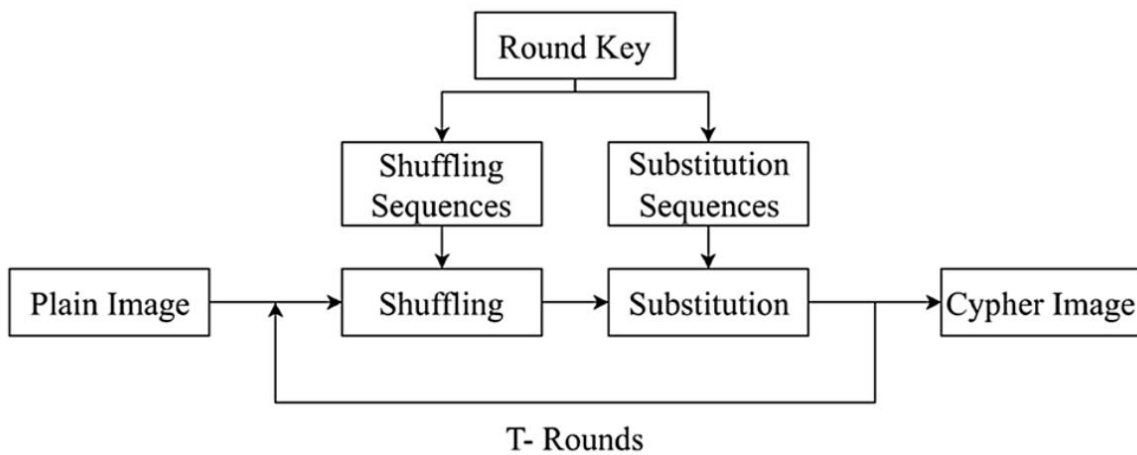 Round Key
Shuffling
Sequences
Substitution
Sequences
Plain Image
Shuffling
Substitution
Cypher Image
T- Rounds